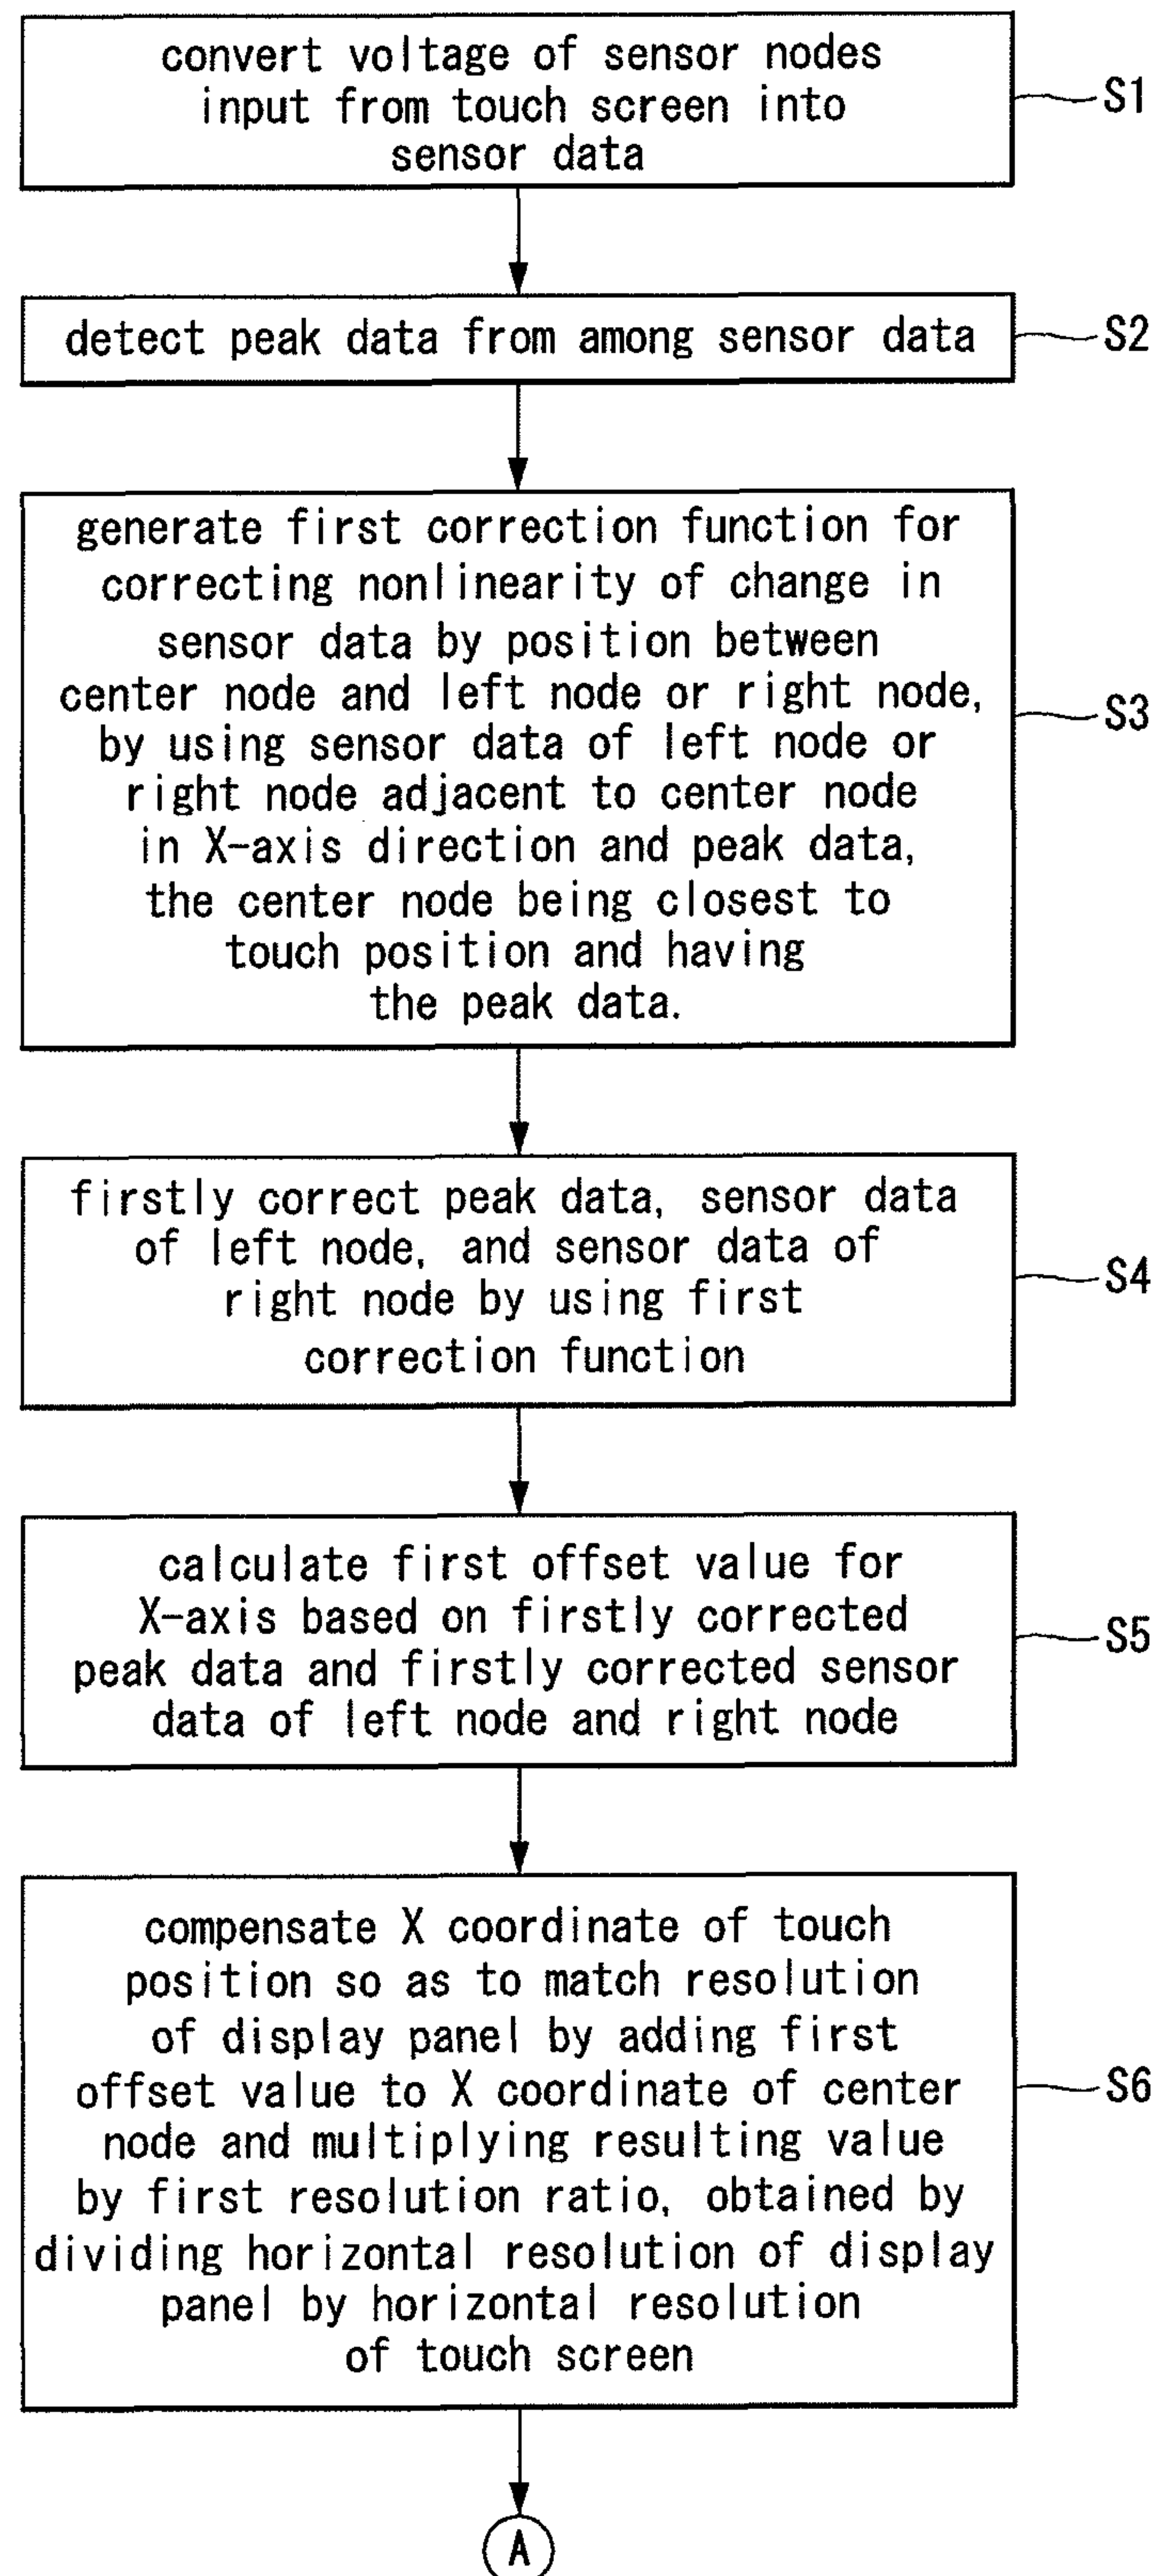 convert voltage of sensor nodes
input from touch screen into
sensor data
S1
detect peak data from among sensor data
S2
generate first correction function for
correcting nonlinearity of change in
sensor data by position between
center node and left node or right node,
by using sensor data of left node or
right node adjacent to center node
in X-axis direction and peak data,
the center node being closest to
touch position and having
the peak data.
S3
firstly correct peak data, sensor data
of left node, and sensor data of
right node by using first
correction function
S4
calculate first offset value for
X-axis based on firstly corrected
peak data and firstly corrected sensor
data of left node and right node
S5
compensate X coordinate of touch
position so as to match resolution
of display panel by adding first
offset value to X coordinate of center
node and multiplying resulting value
by first resolution ratio, obtained by
dividing horizontal resolution of display
panel by horizontal resolution
of touch screen
S6
A